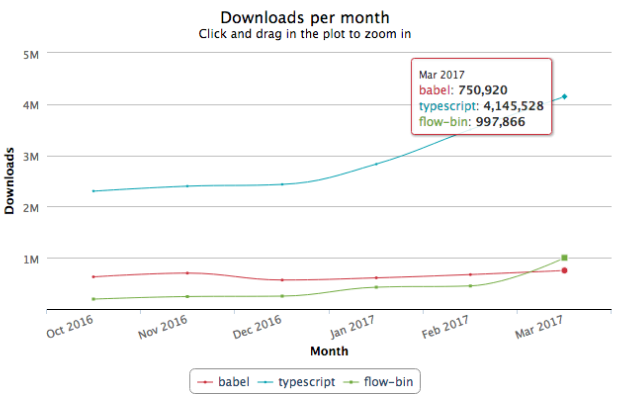 Downloads per month
Click and drag in the plot to zoom in
5M
Mar 2017
babel: 750,920
typescript: 4,145,528
flow-bin: 997,866
4M
3M
2M
1M
Downloads
Oct 2016 Nov 2016 Dec 2016 Jan 2017 Feb 2017 Mar 2017
Month
babel typescript flow-bin